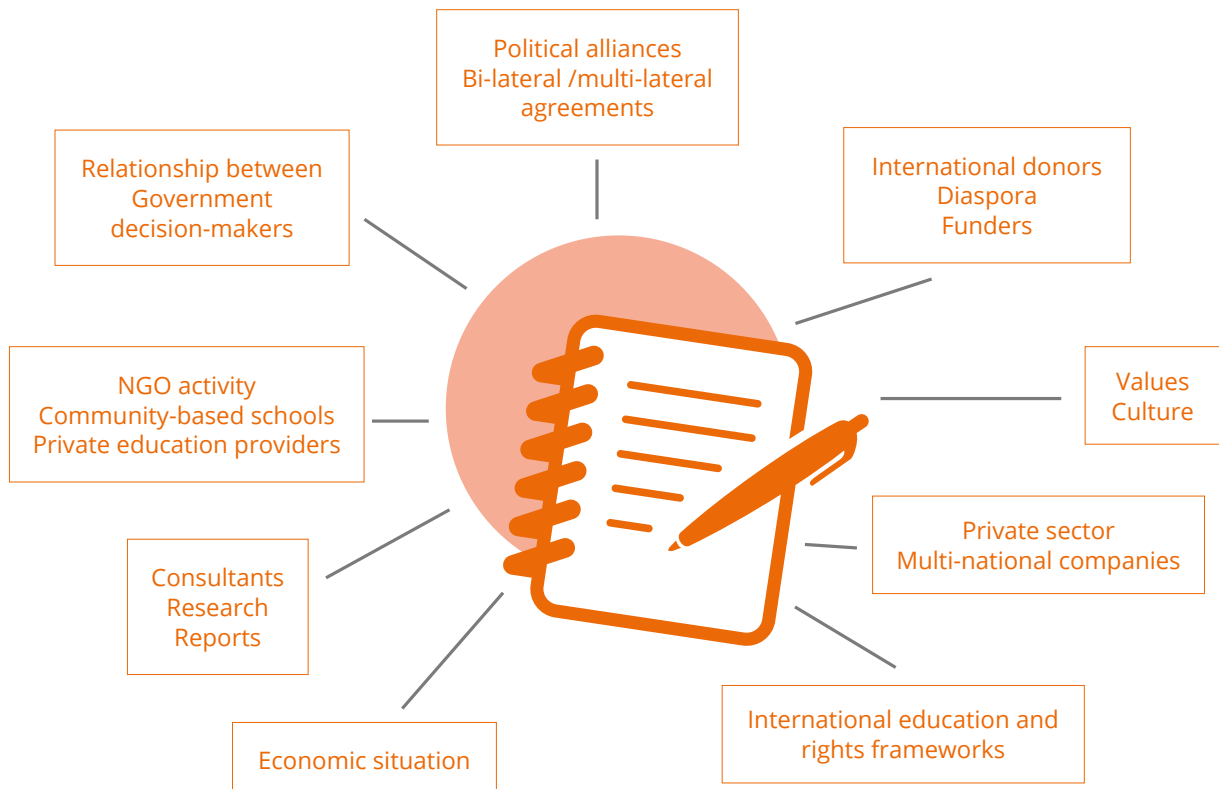 Political alliances
Bi-lateral /multi-lateral
agreements
Relationship between
Government
decision-makers
International donors
Diaspora
Funders
NGO activity
Community-based schools
Private education providers
Values
Culture
Private sector
Multi-national companies
Consultants
Research
Reports
International education and
rights frameworks
Economic situation